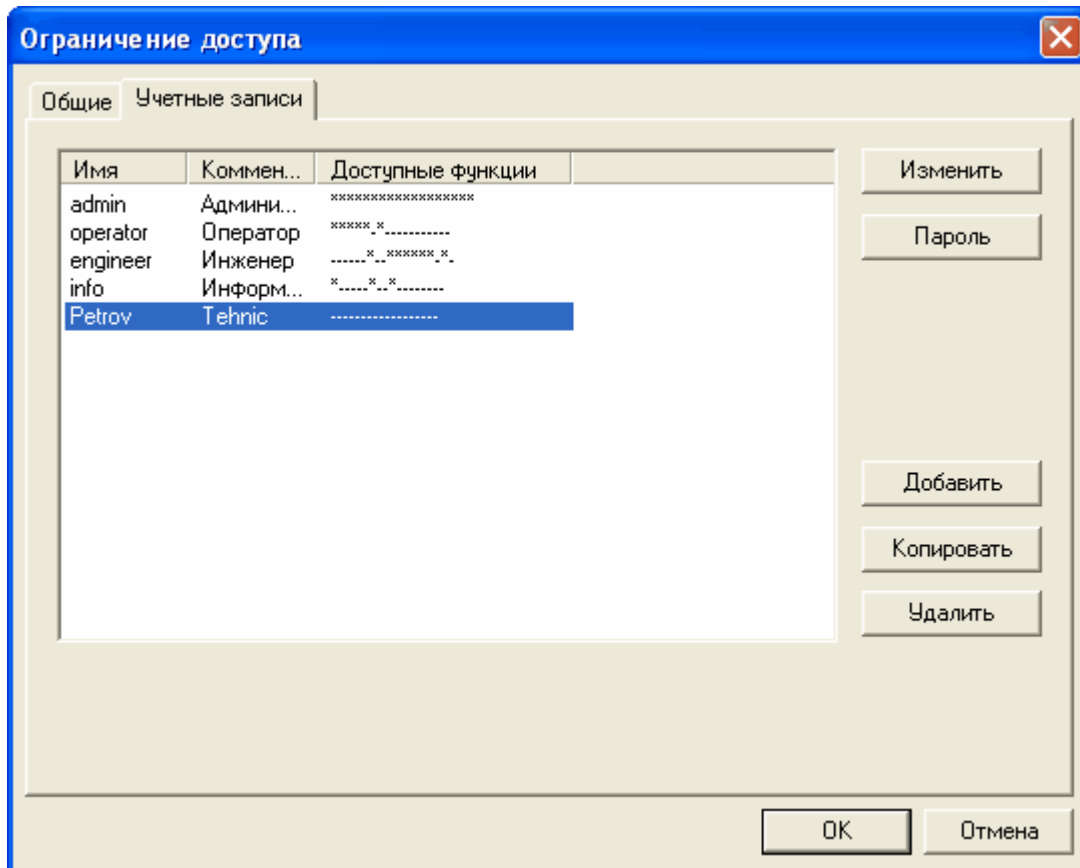 Ограничение доступа
Общие Учетные записи
Имя Коммен... Доступные функции
admin Админи... ******************
operator Оператор *****-*-----------
engineer Инженер ------*--******-*-
info Информ... *-----*--*--------
Petrov Tehnic ------------------
Изменить
Пароль
Добавить
Копировать
Удалить
OK Отмена